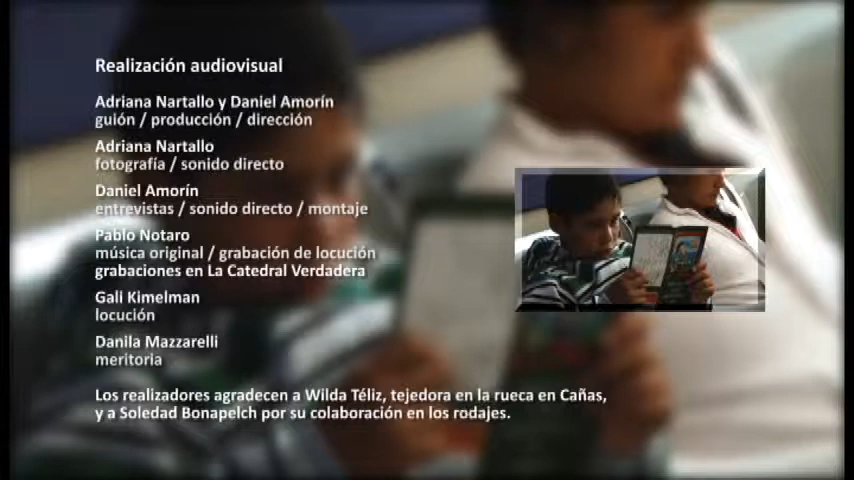 Realización audiovisual
Adriana Nartallo y Daniel Amorín
guión / producción / dirección
Adriana Nartallo
fotografía / sonido directo
Daniel Amorín
entrevistas / sonido directo / montaje
Pablo Notaro
música original / grabación de locución
grabaciones en La Catedral Verdadera
Gali Kimelman
locución
Danila Mazzarelli
meritoria
Los realizadores agradecen a Wilda Téliz, tejedora en la rueca en Cañas,
y a Soledad Bonapelch por su colaboración en los rodajes.